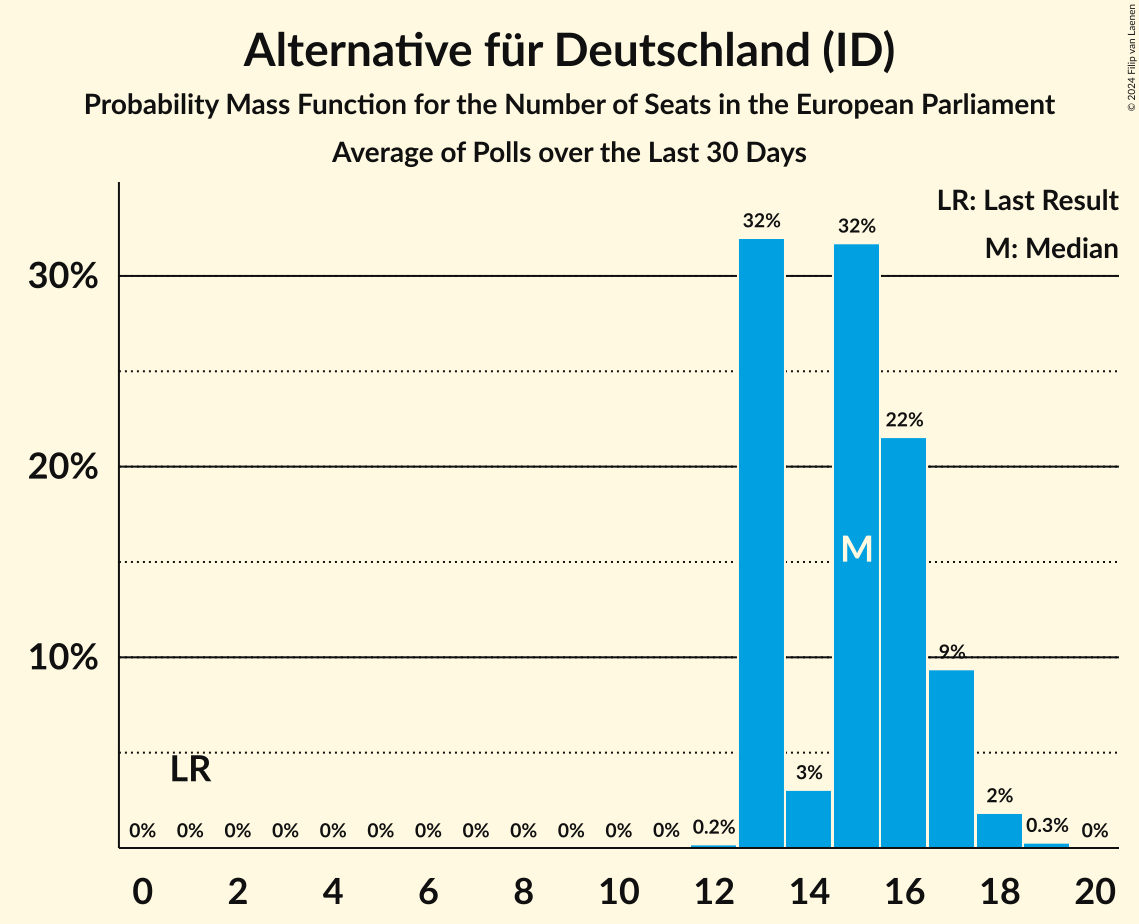 Alternative für Deutschland (ID)
Probability Mass Function for the Number of Seats in the European Parliament
Average of Polls over the Last 30 Days
© 2024 Filip van Laenen
LR: Last Result
M: Median
32%
32%
30%
22%
20%
M
10%
9%
LR
3%
2%
0% 0% 0% 0% 0% 0% 0% 0% 0% 0% 0% 0% 0.2% 0.3% 0%
0 2 4 6 8 10 12 14 16 18 20